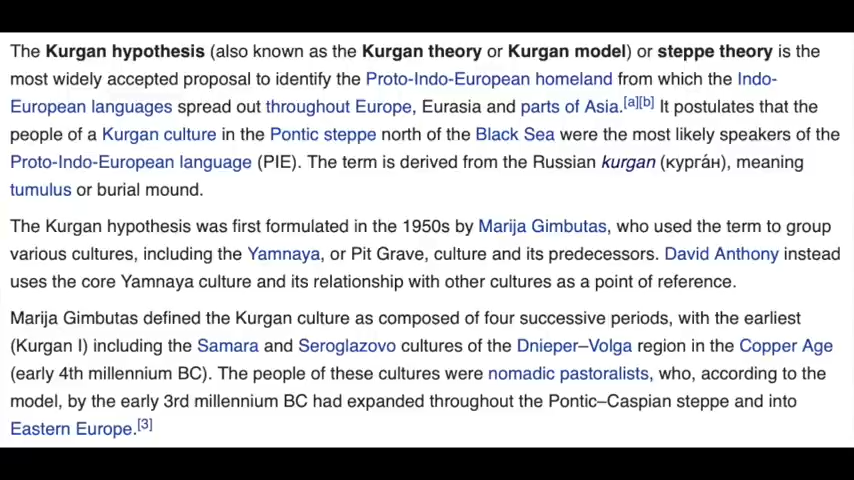 The Kurgan hypothesis (also known as the Kurgan theory or Kurgan model) or steppe theory is the
most widely accepted proposal to identify the Proto-Indo-European homeland from which the Indo-
European languages spread out throughout Europe, Eurasia and parts of Asia.[a][b] It postulates that the
people of a Kurgan culture in the Pontic steppe north of the Black Sea were the most likely speakers of the
Proto-Indo-European language (PIE). The term is derived from the Russian kurgan (курга́н), meaning
tumulus or burial mound.
The Kurgan hypothesis was first formulated in the 1950s by Marija Gimbutas, who used the term to group
various cultures, including the Yamnaya, or Pit Grave, culture and its predecessors. David Anthony instead
uses the core Yamnaya culture and its relationship with other cultures as a point of reference.
Marija Gimbutas defined the Kurgan culture as composed of four successive periods, with the earliest
(Kurgan I) including the Samara and Seroglazovo cultures of the Dnieper–Volga region in the Copper Age
(early 4th millennium BC). The people of these cultures were nomadic pastoralists, who, according to the
model, by the early 3rd millennium BC had expanded throughout the Pontic–Caspian steppe and into
Eastern Europe.[3]